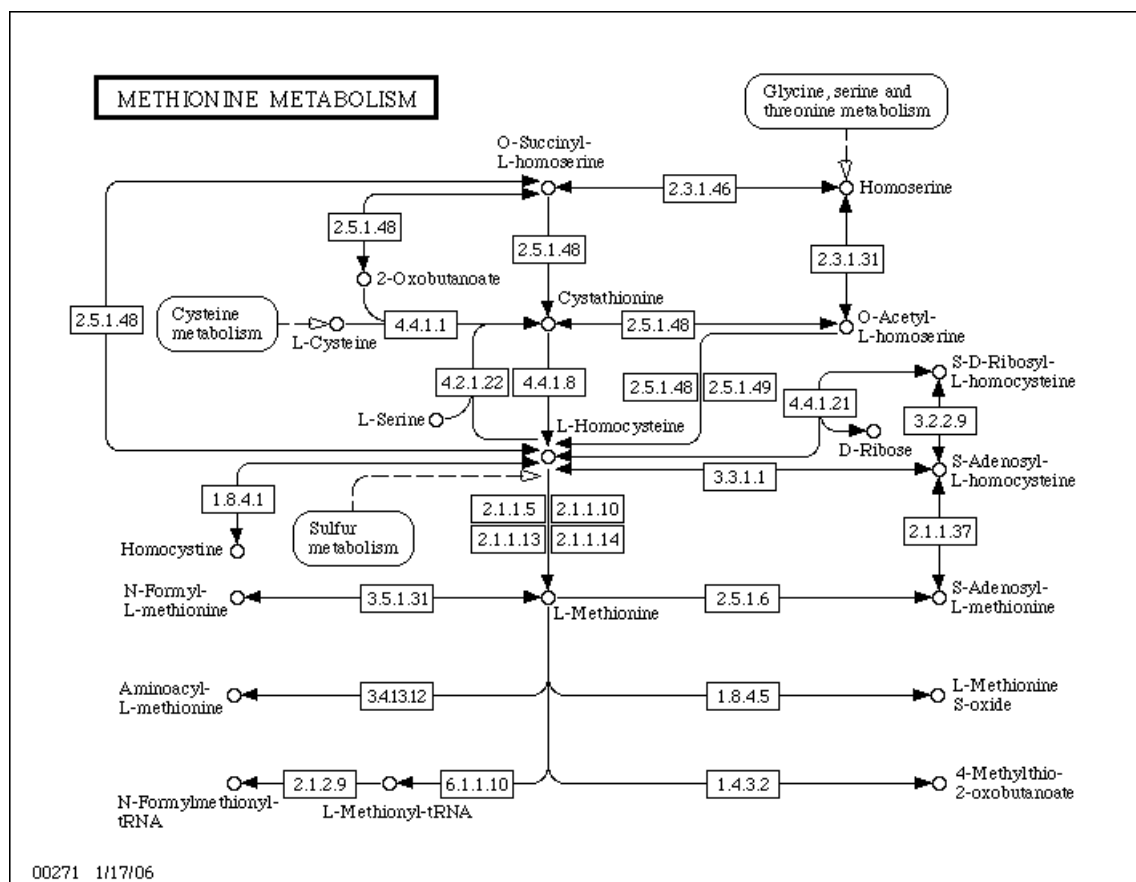 METHIONINE METABOLISM
Glycine, serine and
threonine metabolism
O-Succinyl-
L-homoserine
2.3.1.46
Homoserine
2.5.1.48
2.5.1.48
2.3.1.31
2-Oxobutanoate
Cystathionine
2.5.1.48
Cysteine
metabolism
L-Cysteine
4.4.1.1
2.5.1.48
O-Acetyl-
L-homoserine
S-D-Ribosyl-
L-homocysteine
4.2.1.22
4.4.1.8
2.5.1.48
2.5.1.49
4.4.1.21
3.2.2.9
L-Serine
L-Homocysteine
D-Ribose
3.3.1.1
S-Adenosyl-
L-homocysteine
1.8.4.1
2.1.1.5
2.1.1.10
Sulfur
metabolism
2.1.1.13
2.1.1.14
2.1.1.37
Homocystine
N-Formyl-
L-methionine
3.5.1.31
L-Methionine
2.5.1.6
S-Adenosyl-
L-methionine
Aminoacyl-
L-methionine
3.4.13.12
1.8.4.5
L-Methionine
S-oxide
2.1.2.9
6.1.1.10
1.4.3.2
N-Formylmethionyl-
tRNA
L-Methionyl-tRNA
4-Methylthio-
2-oxobutanoate
00271 1/17/06